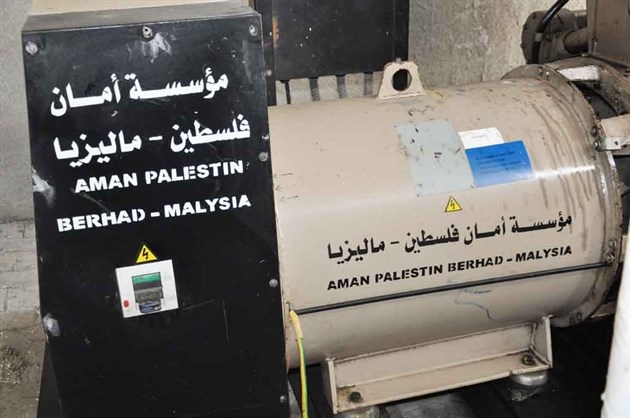 مؤسسة أمان
فلسطين - ماليزيا
AMAN PALESTIN
BERHAD - MALYSIA
مؤسسة أمان فلسطين - ماليزيا
AMAN PALESTIN BERHAD - MALYSIA